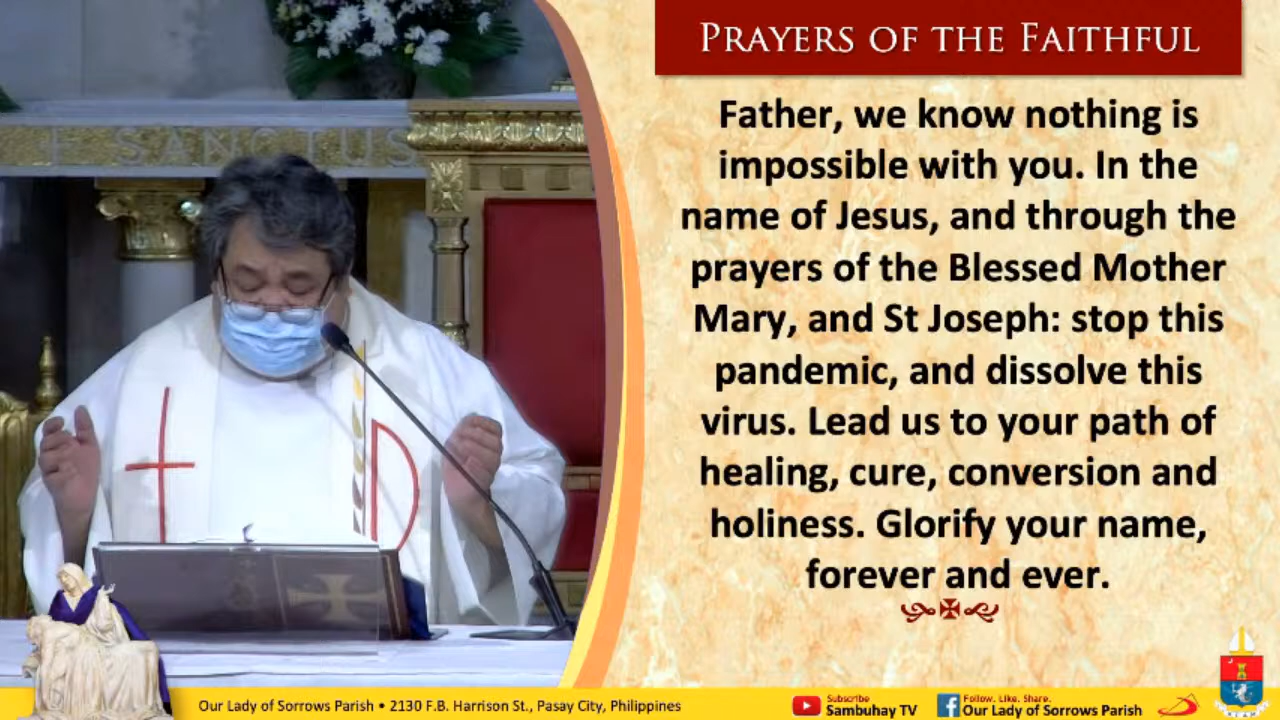 SANCTUS
PRAYERS OF THE FAITHFUL
Father, we know nothing is
impossible with you. In the
name of Jesus, and through the
prayers of the Blessed Mother
Mary, and St Joseph: stop this
pandemic, and dissolve this
virus. Lead us to your path of
healing, cure, conversion and
holiness. Glorify your name,
forever and ever.
Our Lady of Sorrows Parish • 2130 F.B. Harrison St., Pasay City, Philippines
Subscribe
Sambuhay TV
Follow. Like. Share.
Our Lady of Sorrows Parish